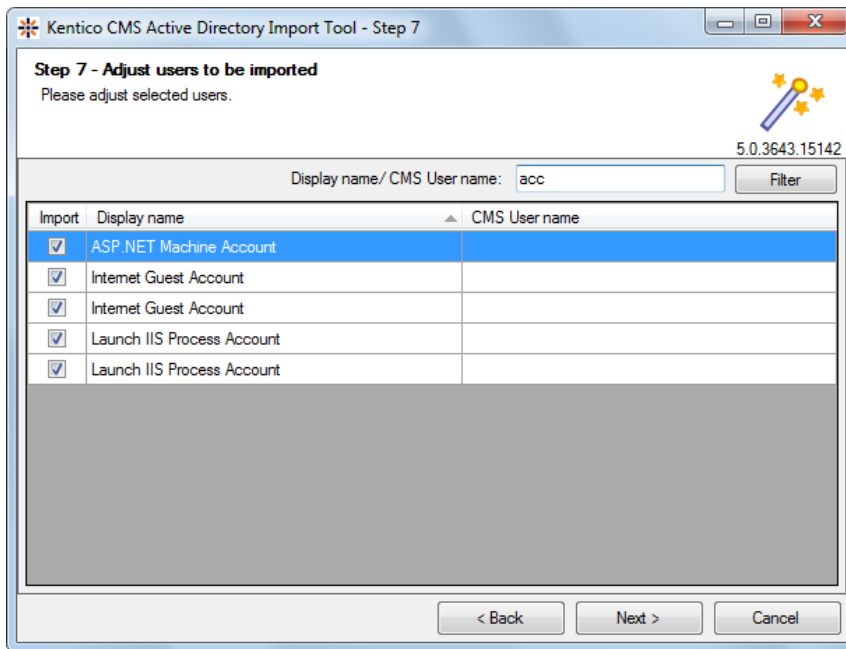 Kentico CMS Active Directory Import Tool - Step 7
Step 7 - Adjust users to be imported
Please adjust selected users.
5.0.3643.15142
Display name/ CMS User name: acc Filter
Import Display name CMS User name
ASP.NET Machine Account
Internet Guest Account
Internet Guest Account
Launch IIS Process Account
Launch IIS Process Account
< Back Next > Cancel